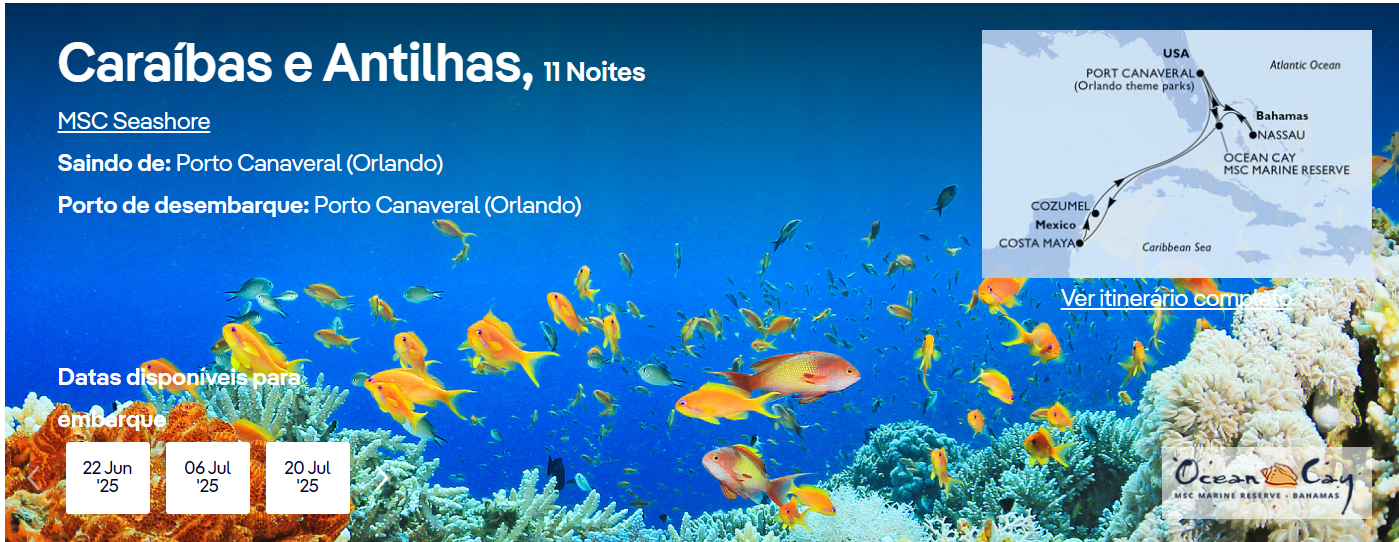 Caraíbas e Antilhas, 11 Noites
MSC Seashore
Saindo de: Porto Canaveral (Orlando)
Porto de desembarque: Porto Canaveral (Orlando)
USA
PORT CANAVERAL
(Orlando theme parks)
Atlantic Ocean
Bahamas
NASSAU
OCEAN CAY
MSC MARINE RESERVE
COZUMEL
Mexico
COSTA MAYA
Caribbean Sea
Ver itinerário completo
Datas disponíveis para
embarque
22 Jun
'25
06 Jul
'25
20 Jul
'25
Ocean Cay
MSC MARINE RESERVE • BAHAMAS